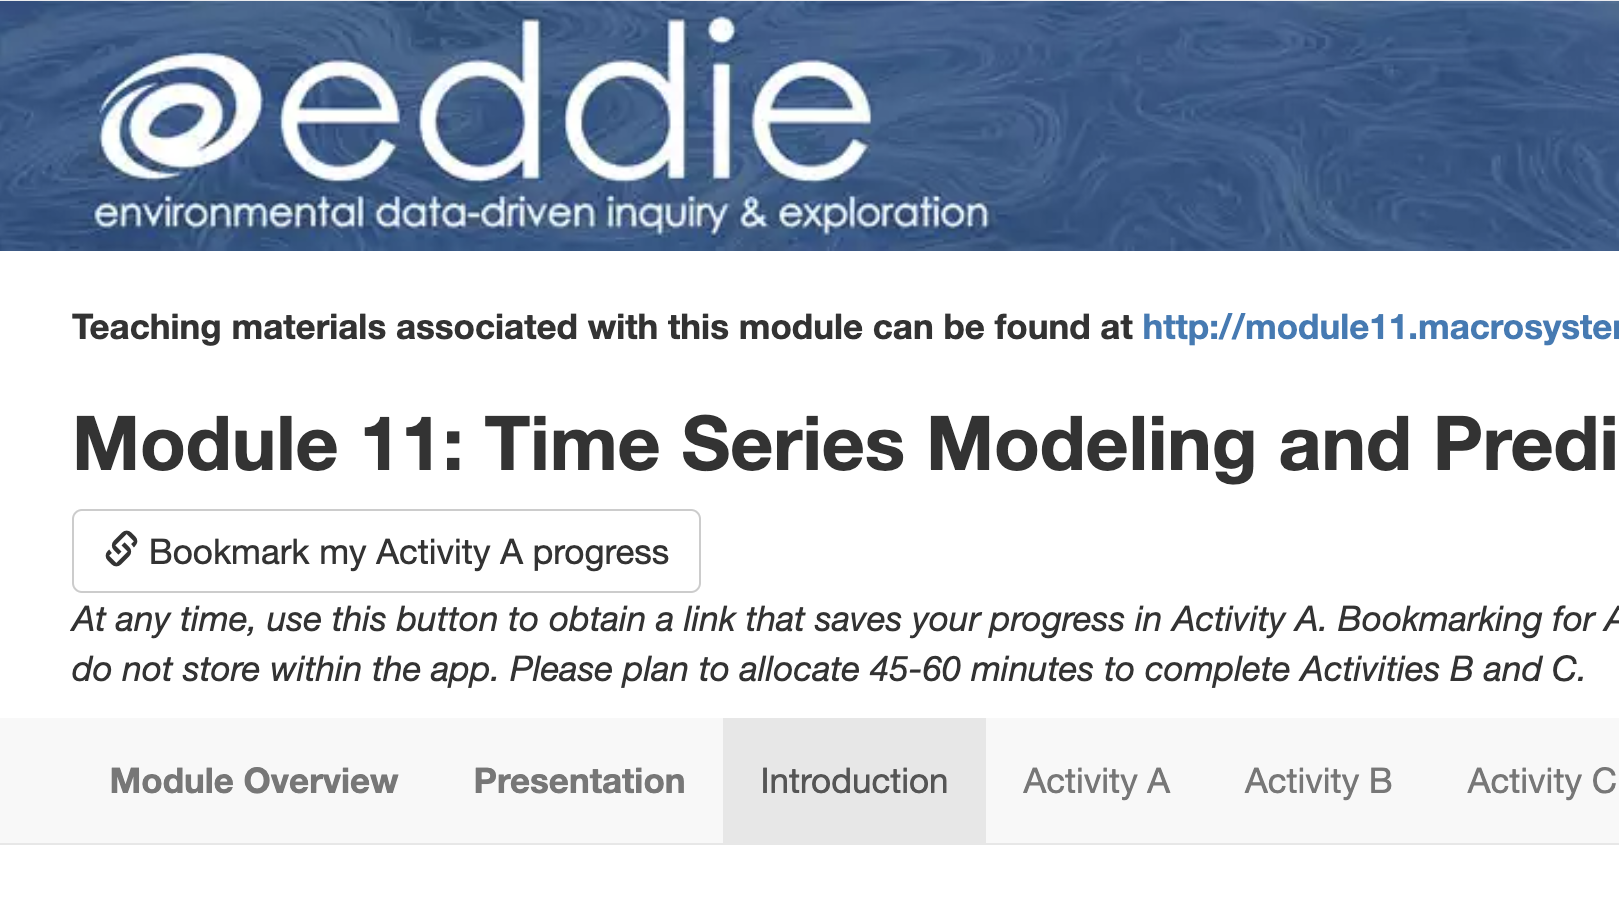 eddie
environmental data-driven inquiry & exploration
Teaching materials associated with this module can be found at http://module11.macrosyste
Module 11: Time Series Modeling and Predi
Bookmark my Activity A progress
At any time, use this button to obtain a link that saves your progress in Activity A. Bookmarking for A
do not store within the app. Please plan to allocate 45-60 minutes to complete Activities B and C.
Module Overview Presentation Introduction Activity A Activity B Activity C